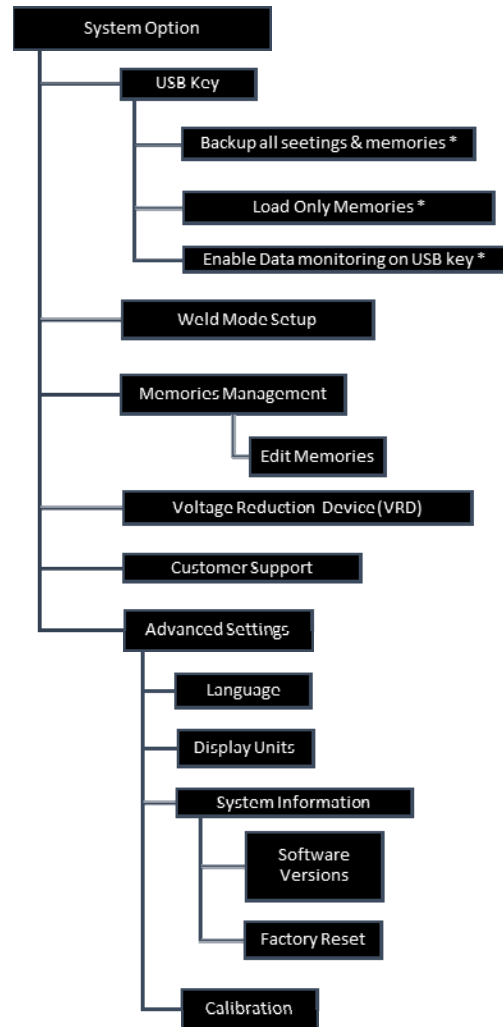 System Option
USB Key
Backup all seetings & memories *
Load Only Memories *
Enable Data monitoring on USB key *
Weld Mode Setup
Memories Management
Edit Memories
Voltage Reduction Device (VRD)
Customer Support
Advanced Settings
Language
Display Units
System Information
Software
Versions
Factory Reset
Calibration